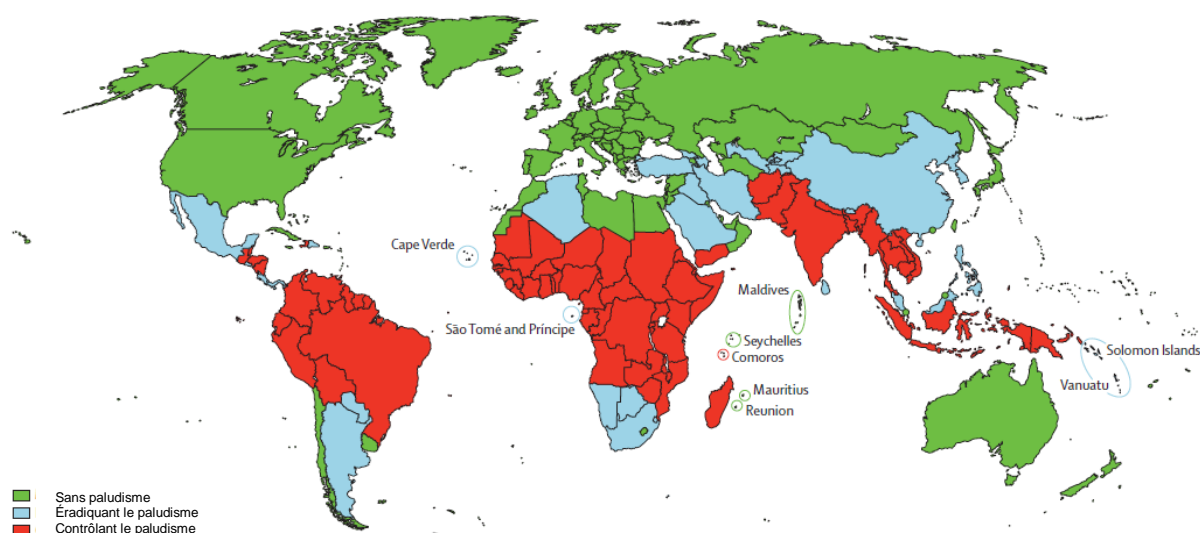 Cape Verde
Maldives
São Tomé and Príncipe
Seychelles
Comoros
Solomon Islands
Vanuatu
Mauritius
Reunion
Sans paludisme
Éradiquant le paludisme
Contrôlant le paludisme